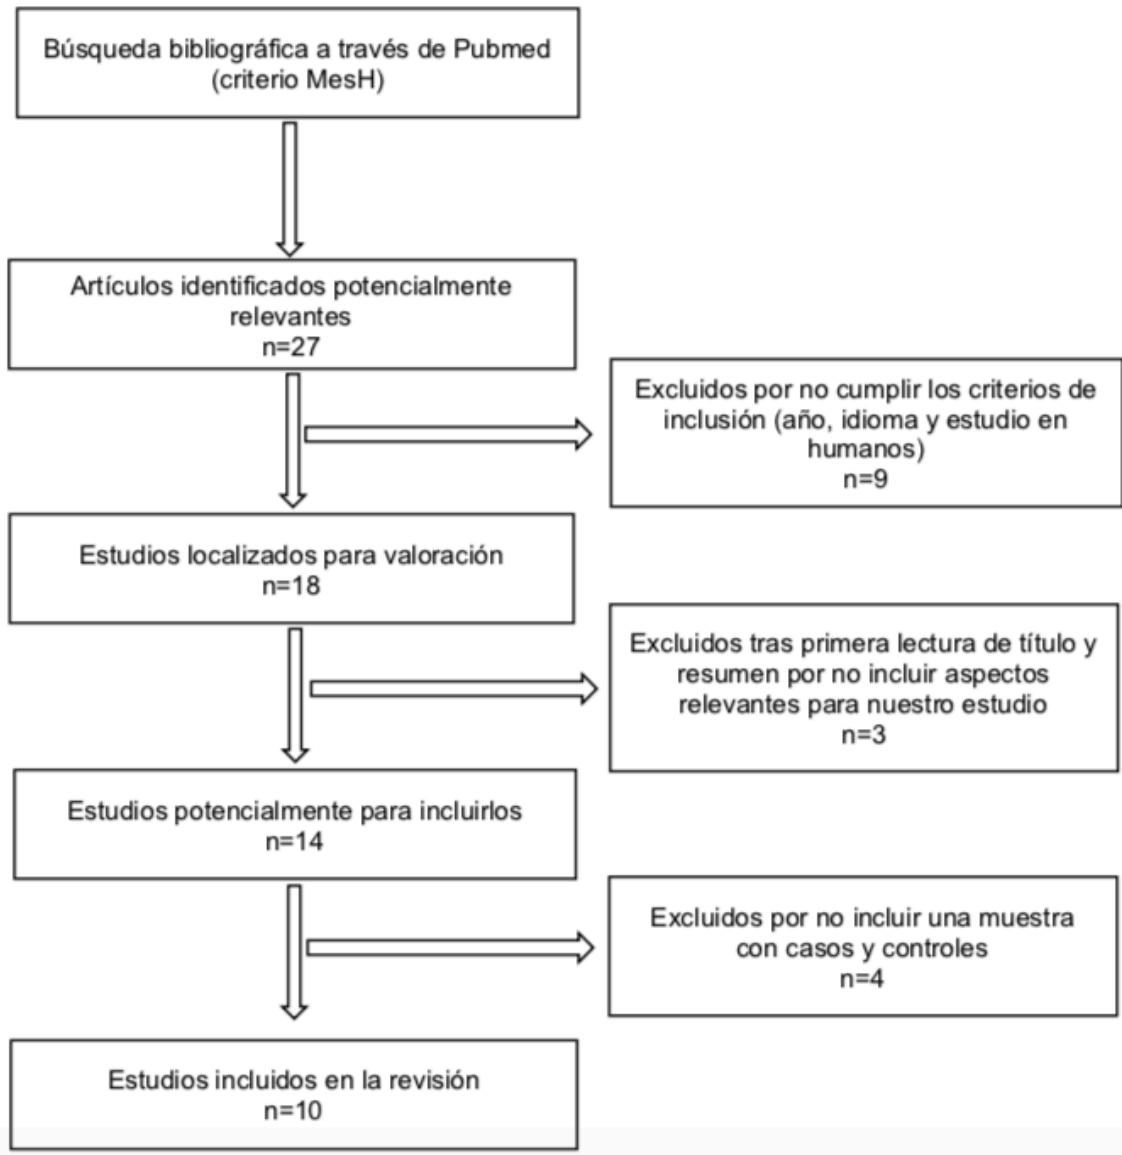 Búsqueda bibliográfica a través de Pubmed
(criterio MesH)
Artículos identificados potencialmente
relevantes
n=27
Excluidos por no cumplir los criterios de
inclusión (año, idioma y estudio en
humanos)
n=9
Estudios localizados para valoración
n=18
Excluidos tras primera lectura de título y
resumen por no incluir aspectos
relevantes para nuestro estudio
n=3
Estudios potencialmente para incluirlos
n=14
Excluidos por no incluir una muestra
con casos y controles
n=4
Estudios incluidos en la revisión
n=10